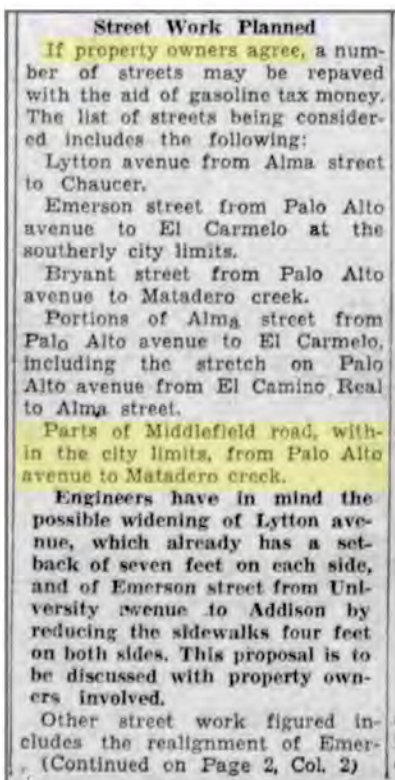 Street Work Planned
If property owners agree, a num-
ber of streets may be repaved
with the aid of gasoline tax money.
The list of streets being consider-
ed includes the following:
Lytton avenue from Alma street
to Chaucer.
Emerson street from Palo Alto
avenue to El Carmelo at the
southerly city limits.
Bryant street from Palo Alto
avenue to Matadero creek.
Portions of Alma street from
Palo Alto avenue to El Carmelo,
including the stretch on Palo
Alto avenue from El Camino Real
to Alma street.
Parts of Middlefield road, with-
in the city limits, from Palo Alto
avenue to Matadero creek.
Engineers have in mind the
possible widening of Lytton ave-
nue, which already has a set-
back of seven feet on each side,
and of Emerson street from Uni-
versity avenue to Addison by
reducing the sidewalks four feet
on both sides. This proposal is to
be discussed with property own-
ers involved.
Other street work figured in-
cludes the realignment of Emer-
(Continued on Page 2, Col. 2)